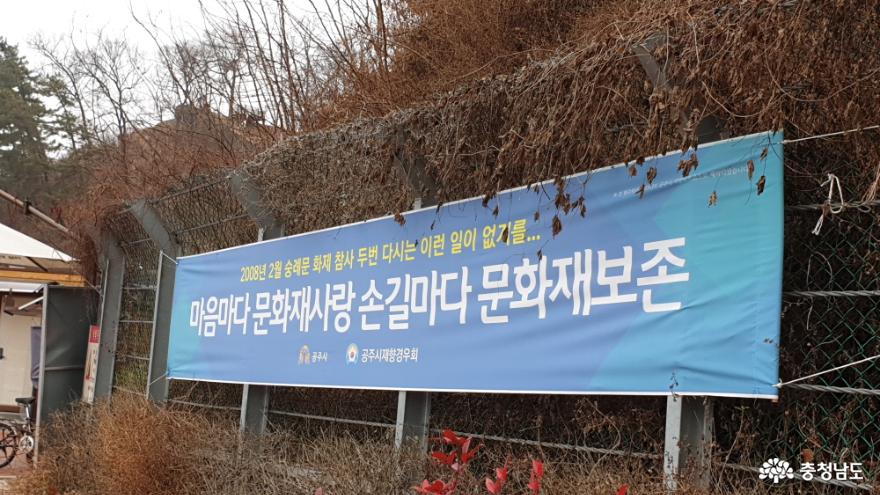 2008년 2월 숭례문 화재 참사 두번 다시는 이런 일이 없기를...
마음마다 문화재사랑 손길마다 문화재보존
공주시 공주시재향경우회
충청남도